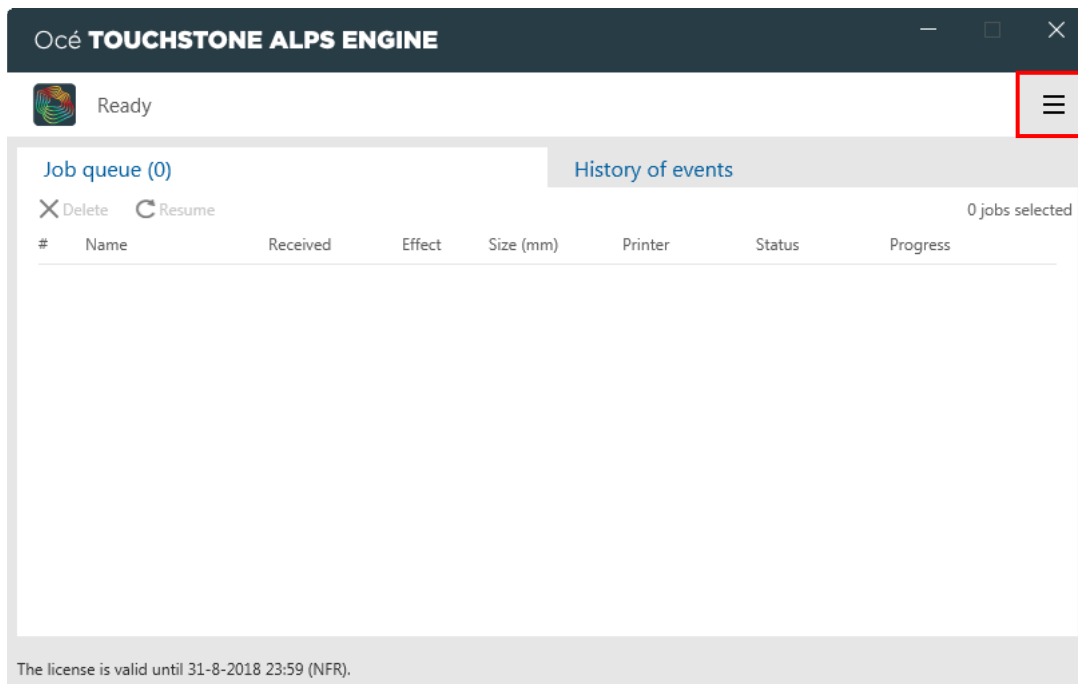 Océ TOUCHSTONE ALPS ENGINE
Ready
Job queue (0) History of events
Delete Resume 0 jobs selected
# Name Received Effect Size (mm) Printer Status Progress
The license is valid until 31-8-2018 23:59 (NFR).